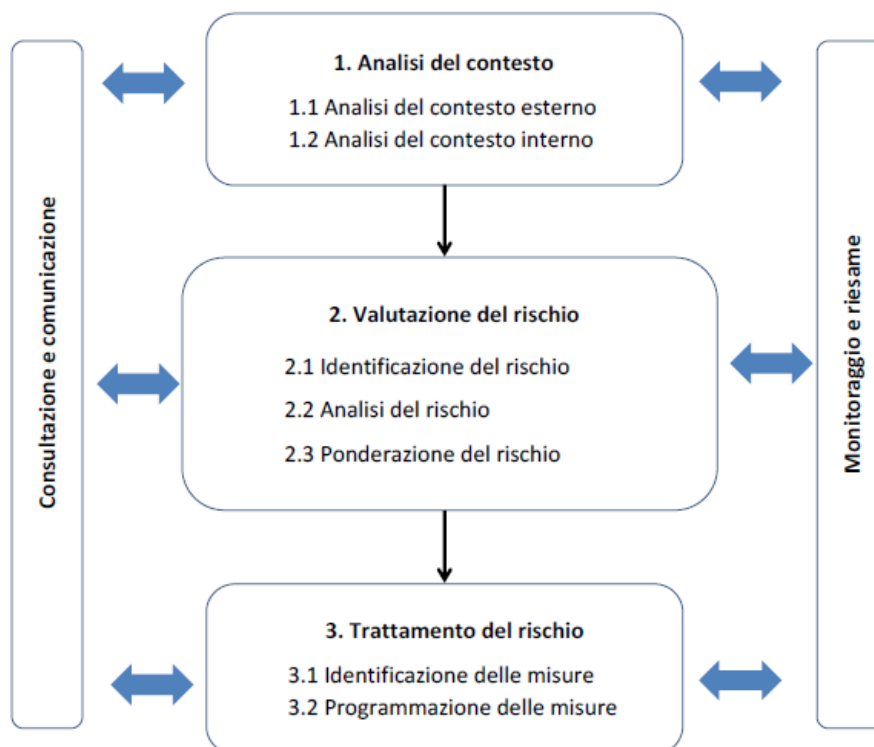 Consultazione e comunicazione
1. Analisi del contesto
1.1 Analisi del contesto esterno
1.2 Analisi del contesto interno
2. Valutazione del rischio
2.1 Identificazione del rischio
2.2 Analisi del rischio
2.3 Ponderazione del rischio
3. Trattamento del rischio
3.1 Identificazione delle misure
3.2 Programmazione delle misure
Monitoraggio e riesame